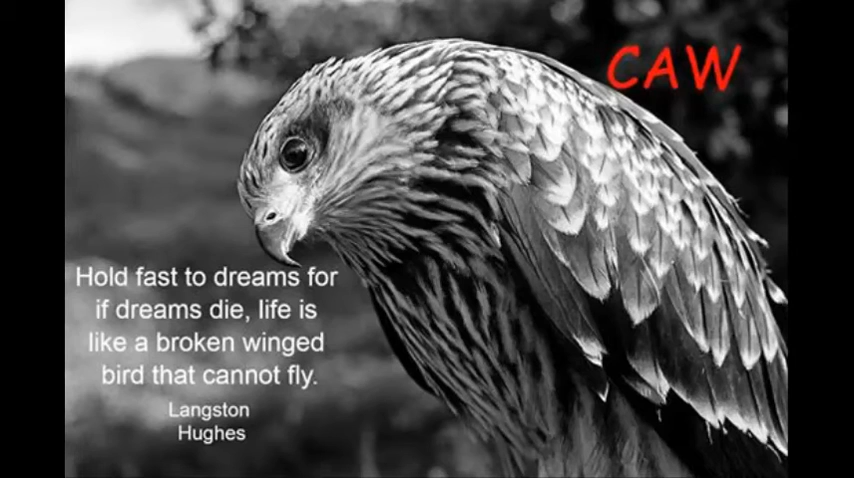 CAW
Hold fast to dreams for
if dreams die, life is
like a broken winged
bird that cannot fly.
Langston
Hughes